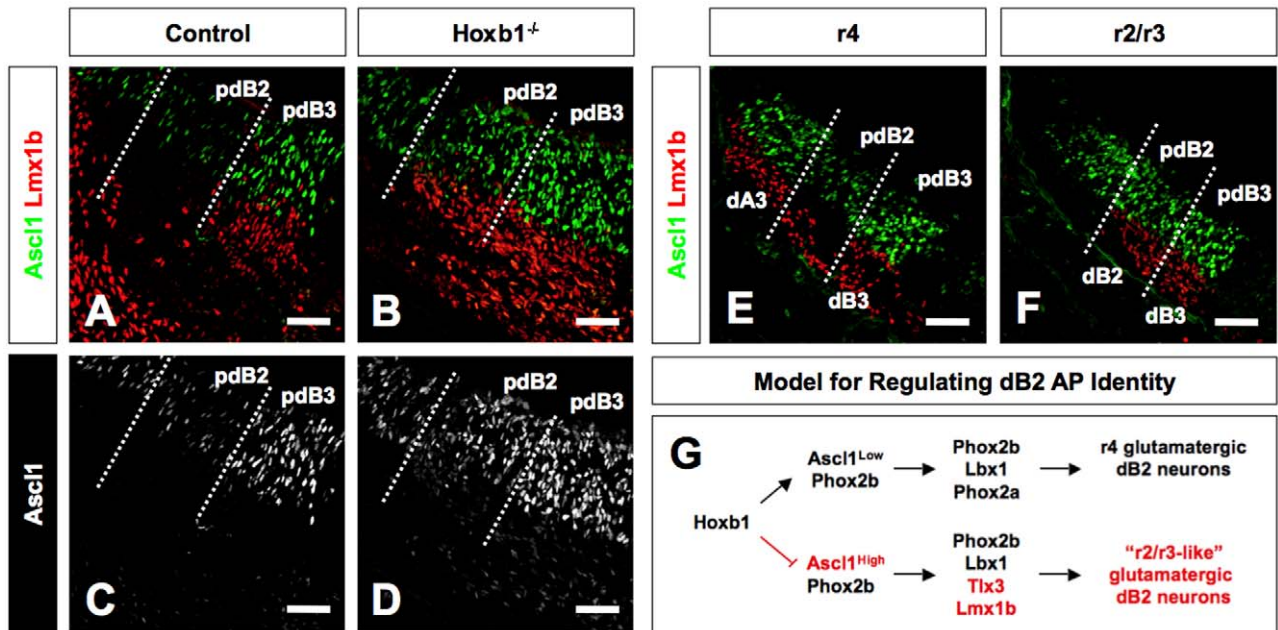 Control
Hoxb1-/-
r4
r2/r3
Ascl1 Lmx1b
pdB2
pdB3
A
pdB2
pdB3
B
Ascl1 Lmx1b
pdB2
pdB3
dA3
dB3
E
pdB2
pdB3
dB2
dB3
F
Ascl1
pdB2
pdB3
C
pdB2
pdB3
D
Model for Regulating dB2 AP Identity
G
Hoxb1
Ascl1Low
Phox2b
Phox2b
Lbx1
Phox2a
r4 glutamatergic
dB2 neurons
Ascl1High
Phox2b
Phox2b
Lbx1
Tlx3
Lmx1b
“r2/r3-like”
glutamatergic
dB2 neurons